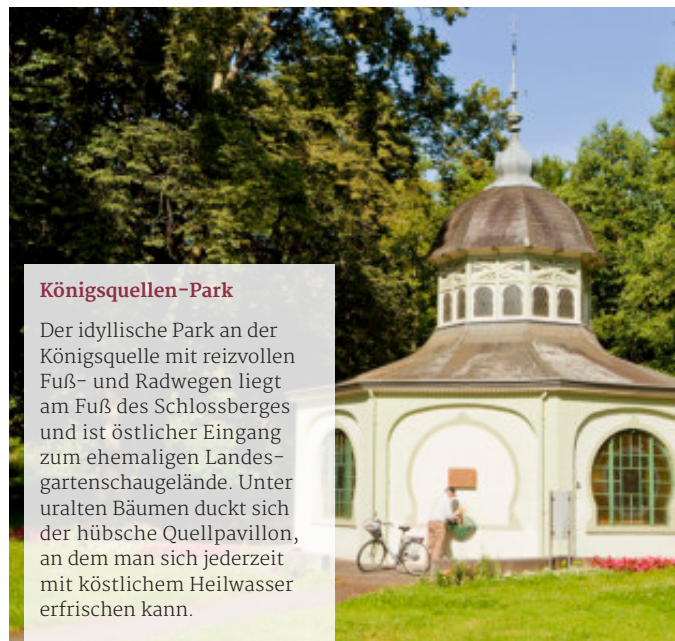 Königsquellen-Park
Der idyllische Park an der
Königsquelle mit reizvollen
Fuß- und Radwegen liegt
am Fuß des Schlossberges
und ist östlicher Eingang
zum ehemaligen Landes-
gartenschaugelände. Unter
uralten Bäumen duckt sich
der hübsche Quellpavillon,
an dem man sich jederzeit
mit köstlichem Heilwasser
erfrischen kann.